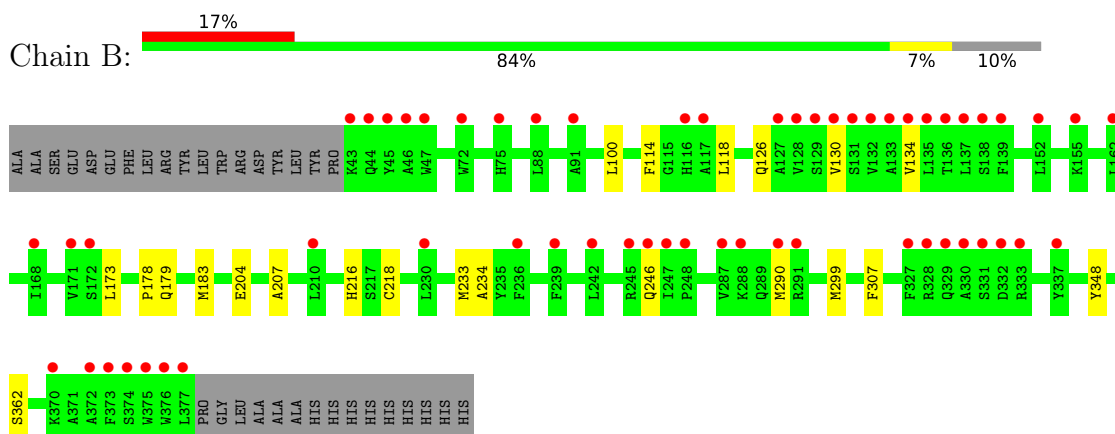 17%
Chain B:
84% 7% 10%
ALA ALA SER GLU ASP GLU PHE LEU ARG TYR LEU TRP ARG ASP TYR LEU TYR PRO K43 Q44 Y45 A46 W47 W72 H75 L88 A91 L100 F114 G115 H116 A117 L118 Q126 A127 V128 S129 V130 S131 V132 A133 V134 L135 T136 L137 S138 F139 L152 K155
I168 V171 S172 L173 P178 Q179 M183 E204 A207 L210 H216 S217 C218 L230 M233 A234 Y235 F236 F239 L242 R245 Q246 I247 P248 V287 K288 Q289 M290 R291 M299 F307 F327 R328 Q329 A330 S331 D332 R333 Y337 Y348
S362 K370 A371 A372 F373 S374 W375 W376 L377 PRO GLY LEU ALA ALA ALA HIS HIS HIS HIS HIS HIS HIS HIS HIS